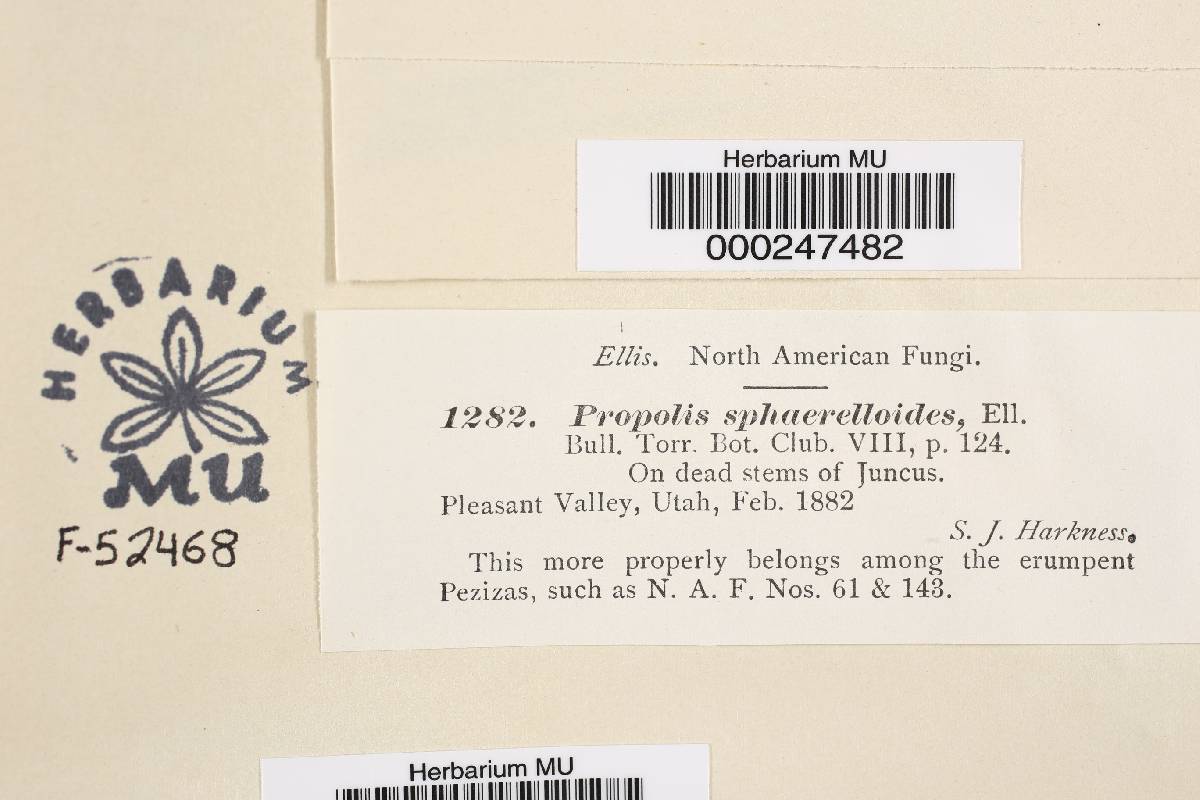 Herbarium MU
000247482
HERBARIUM
MU
F-52468
Ellis. North American Fungi.
1282. Propolis sphaerelloides, Ell.
Bull. Torr. Bot. Club. VIII, p. 124.
On dead stems of Juncus.
Pleasant Valley, Utah, Feb. 1882
S. J. Harkness.
This more properly belongs among the erumpent
Pezizas, such as N. A. F. Nos. 61 & 143.
Herbarium MU